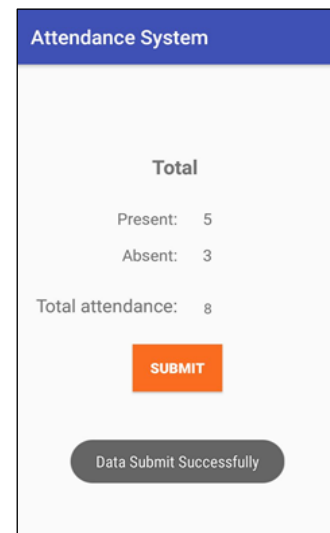 Attendance System
Total
Present: 5
Absent: 3
Total attendance: 8
SUBMIT
Data Submit Successfully